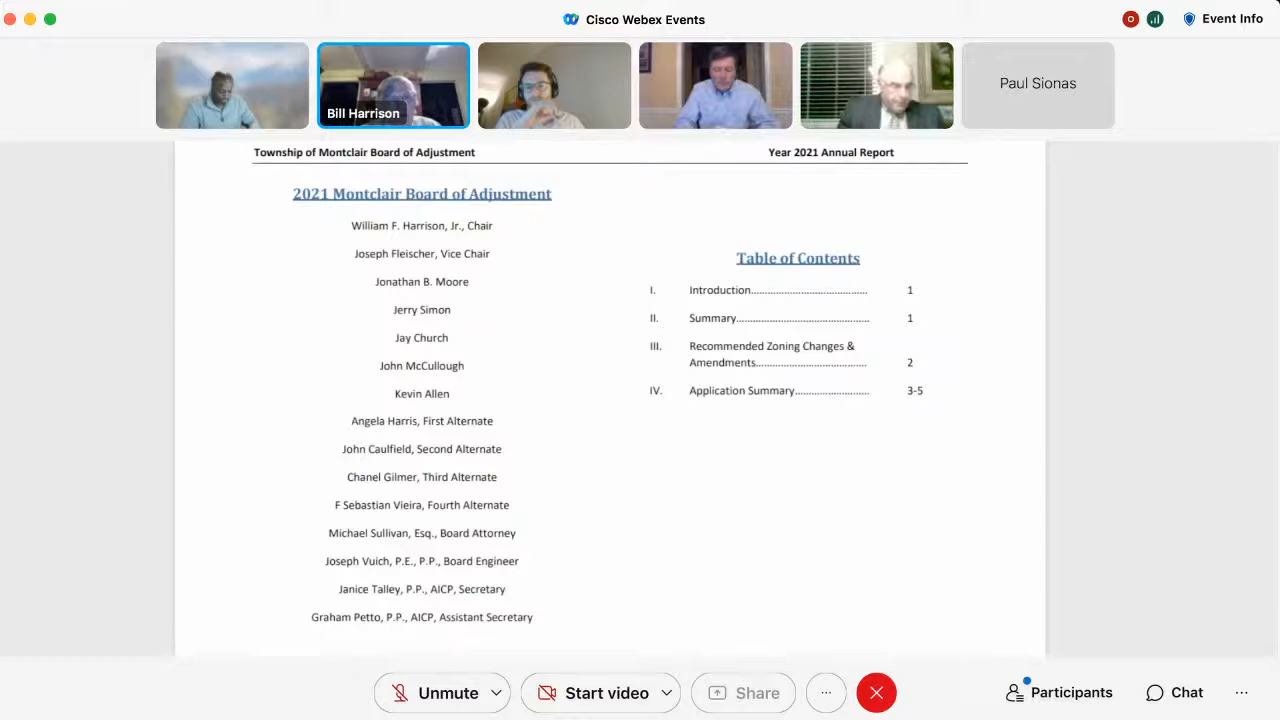 Cisco Webex Events
Event Info
Bill Harrison
Paul Sionas
Township of Montclair Board of Adjustment
Year 2021 Annual Report
2021 Montclair Board of Adjustment
William F. Harrison, Jr., Chair
Joseph Fleischer, Vice Chair
Jonathan B. Moore
Jerry Simon
Jay Church
John McCullough
Kevin Allen
Angela Harris, First Alternate
John Caulfield, Second Alternate
Chanel Gilmer, Third Alternate
F Sebastian Vieira, Fourth Alternate
Michael Sullivan, Esq., Board Attorney
Joseph Vuich, P.E., P.P., Board Engineer
Janice Talley, P.P., AICP, Secretary
Graham Petto, P.P., AICP, Assistant Secretary
Table of Contents
I. Introduction........................................ 1
II. Summary............................................. 1
III. Recommended Zoning Changes &
Amendments..................................... 2
IV. Application Summary......................... 3-5
Unmute
Start video
Share
Participants
Chat